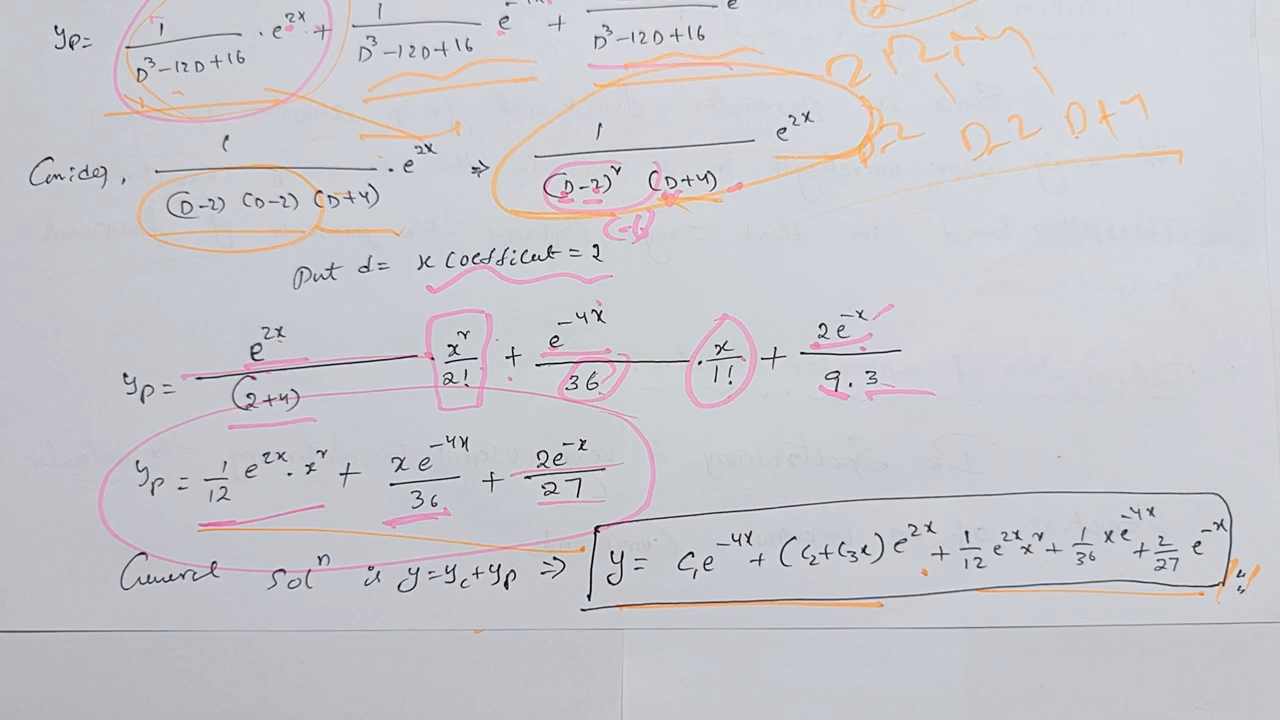 yp= 1/(D³-12D+16) · e^(2x) + 1/(D³-12D+16) e + 1/(D³-12D+16) e
D-2 D+4
Consider, 1/((D-2) (D-2) (D+4)) · e^(2x) ⇒ 1/((D-2)² (D+4)) e^(2x)
Put d= x coefficent = 2
yp = e^(2x)/(2+4) · x²/2! + e^(-4x)/36 · x/1! + 2e^(-x)/9.3
yp = 1/12 e^(2x) · x² + xe^(-4x)/36 + 2e^(-x)/27
General solⁿ is y=yc+yp ⇒ y= c₁e^(-4x) + (c₂+c₃x) e^(2x) + 1/12 e^(2x) x² + 1/36 xe^(-4x) + 2/27 e^(-x) //